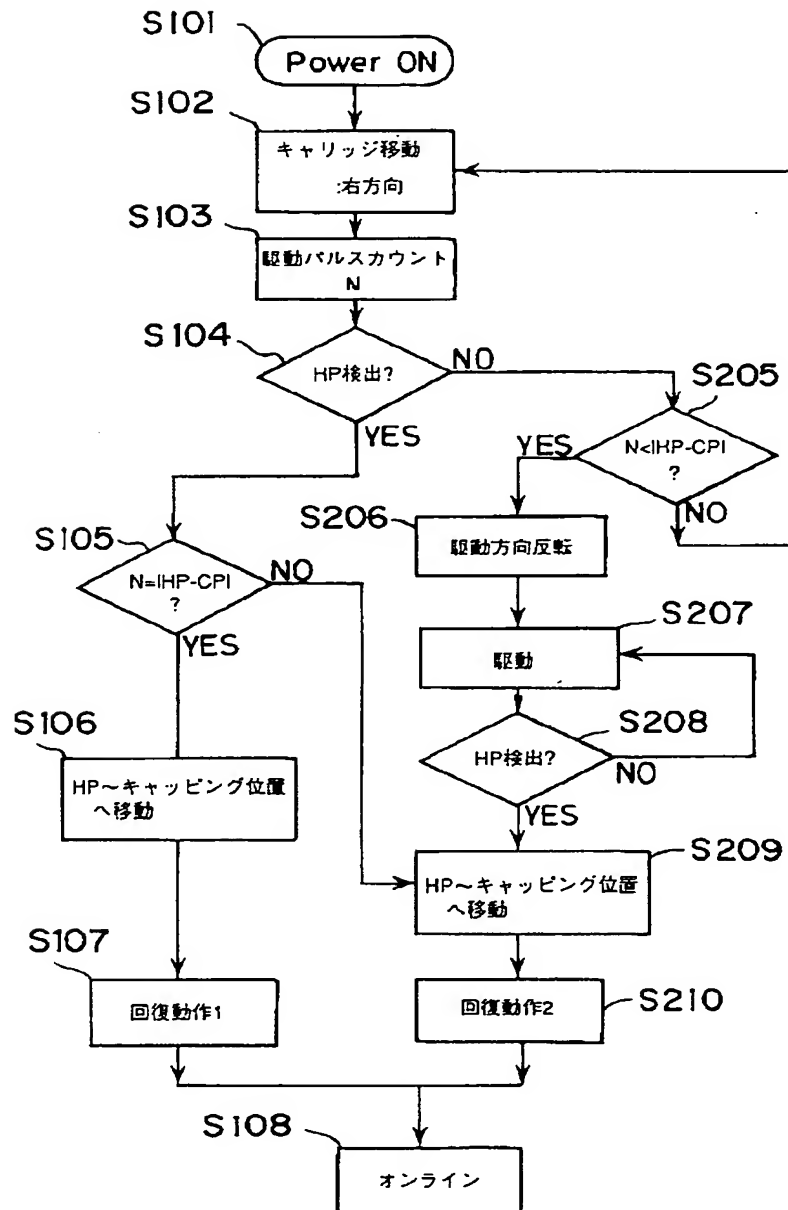 S101
Power ON
S102
キャリッジ移動
:右方向
S103
駆動パルスカウント
N
S104
HP検出?
NO
YES
S205
N<IHP-CPI
?
YES
NO
S105
N=IHP-CPI
?
NO
YES
S206
駆動方向反転
S207
駆動
S208
HP検出?
NO
YES
S106
HP~キャッピング位置
へ移動
S209
HP~キャッピング位置
へ移動
S107
回復動作1
S210
回復動作2
S108
オンライン